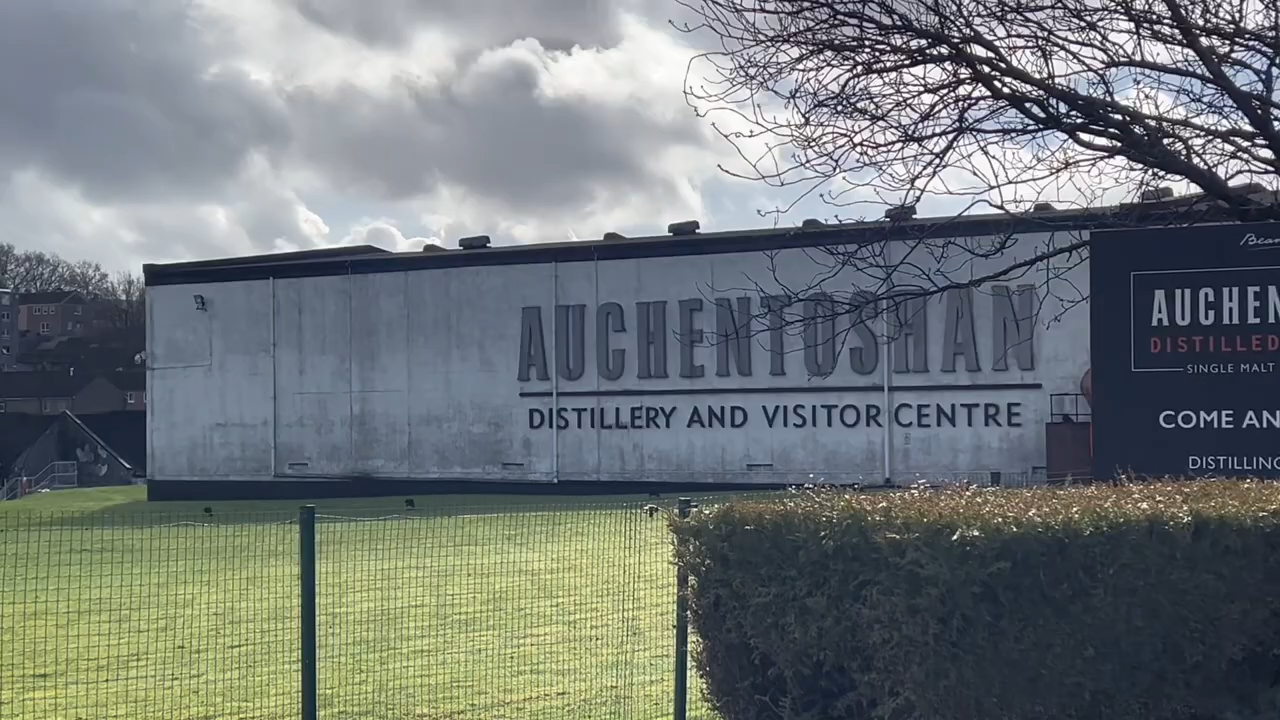 AUCHENTOSHAN
DISTILLERY AND VISITOR CENTRE
AUCHEN
DISTILLED
SINGLE MALT
COME AN
DISTILLING